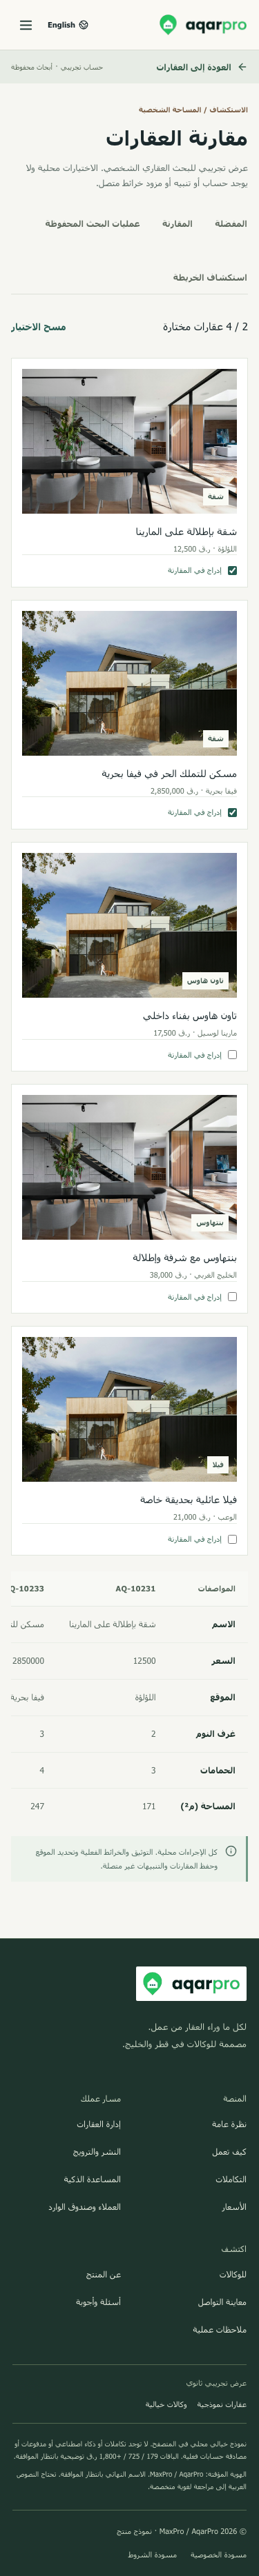 aqarpro
English
العودة إلى العقارات
حساب تجريبي · أبحاث محفوظة
الاستكشاف / المساحة الشخصية
مقارنة العقارات
عرض تجريبي للبحث العقاري الشخصي. الاختيارات محلية ولا
يوجد حساب أو تنبيه أو مزود خرائط متصل.
المفضلة
المقارنة
عمليات البحث المحفوظة
استكشاف الخريطة
2 / 4 عقارات مختارة
مسح الاختيار
شقة
شقة بإطلالة على المارينا
اللؤلؤة · ر.ق 12,500
إدراج في المقارنة
شقة
مسكن للتملك الحر في فيفا بحرية
فيفا بحرية · ر.ق 2,850,000
إدراج في المقارنة
تاون هاوس
تاون هاوس بفناء داخلي
مارينا لوسيل · ر.ق 17,500
إدراج في المقارنة
بنتهاوس
بنتهاوس مع شرفة وإطلالة
الخليج الغربي · ر.ق 38,000
إدراج في المقارنة
فيلا
فيلا عائلية بحديقة خاصة
الوعب · ر.ق 21,000
إدراج في المقارنة
المواصفات AQ-10231 Q-10233
الاسم شقة بإطلالة على المارينا مسكن للت
السعر 12500 2850000
الموقع اللؤلؤة فيفا بحرية
غرف النوم 2 3
الحمامات 3 4
المساحة (م²) 171 247
كل الإجراءات محلية. التوثيق والخرائط الفعلية وتحديد الموقع
وحفظ المقارنات والتنبيهات غير متصلة.
aqarpro
لكل ما وراء العقار من عمل.
مصممة للوكالات في قطر والخليج.
المنصة
نظرة عامة
كيف تعمل
التكاملات
الأسعار
مسار عملك
إدارة العقارات
النشر والترويج
المساعدة الذكية
العملاء وصندوق الوارد
اكتشف
للوكالات
معاينة التواصل
ملاحظات عملية
عن المنتج
أسئلة وأجوبة
عرض تجريبي ثانوي
عقارات نموذجية
وكالات خيالية
نموذج خيالي محلي في المتصفح. لا توجد تكاملات أو ذكاء اصطناعي أو مدفوعات أو
مصادقة حسابات فعلية. الباقات 179 / 725 / +1,800 ر.ق توضيحية بانتظار الموافقة.
الهوية المؤقتة: MaxPro / AqarPro. الاسم النهائي بانتظار الموافقة. تحتاج النصوص
العربية إلى مراجعة لغوية متخصصة.
© 2026 MaxPro / AqarPro · نموذج منتج
مسودة الخصوصية
مسودة الشروط